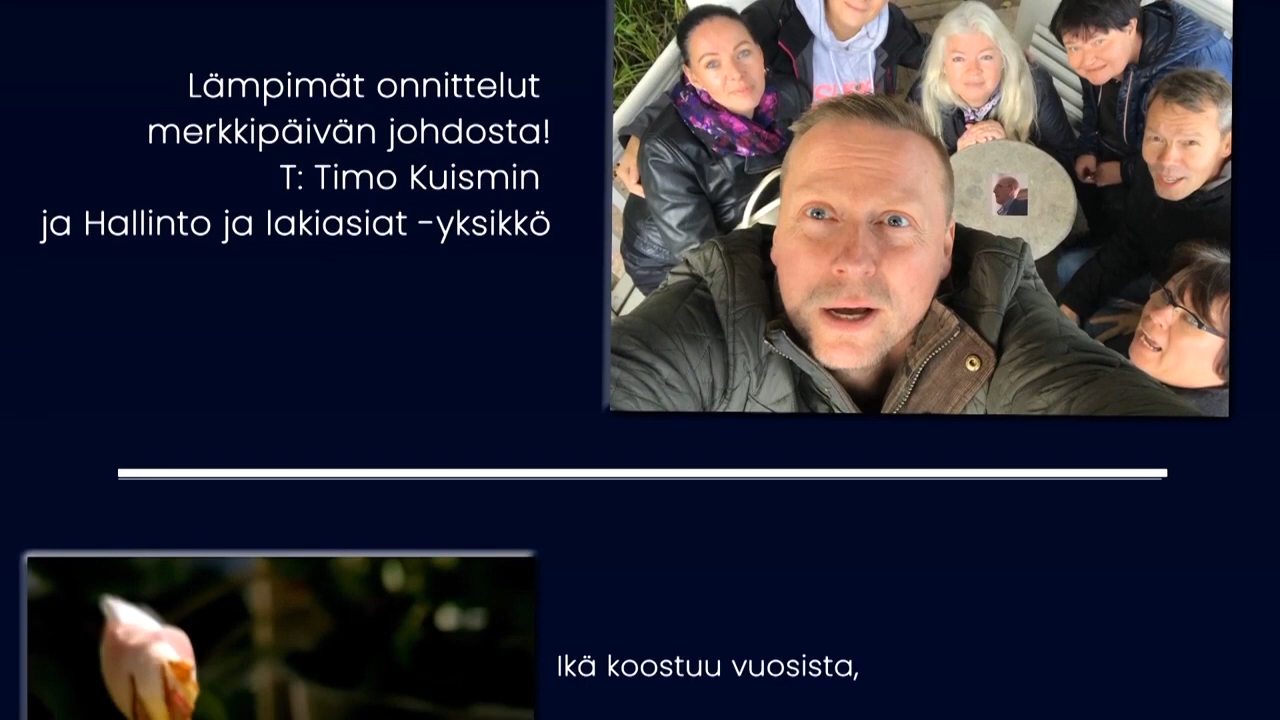 Lämpimät onnittelut
merkkipäivän johdosta!
T: Timo Kuismin
ja Hallinto ja lakiasiat -yksikkö
Ikä koostuu vuosista,